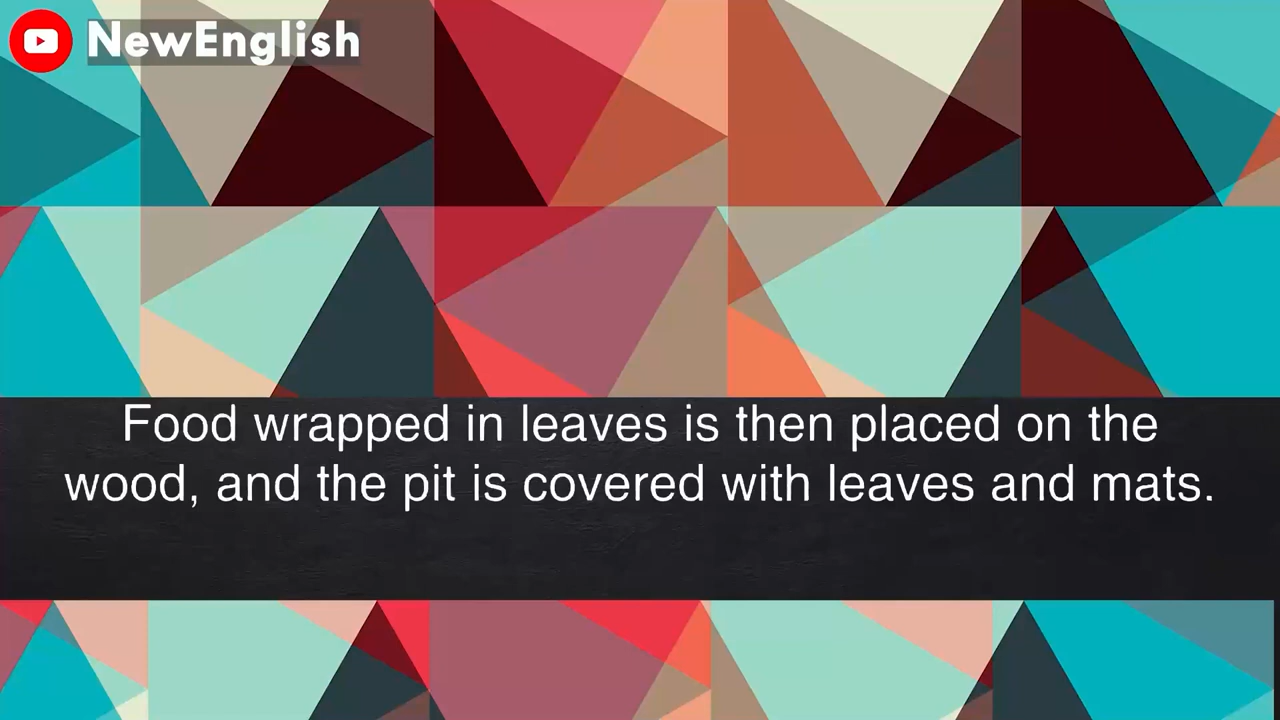 NewEnglish
Food wrapped in leaves is then placed on the
wood, and the pit is covered with leaves and mats.